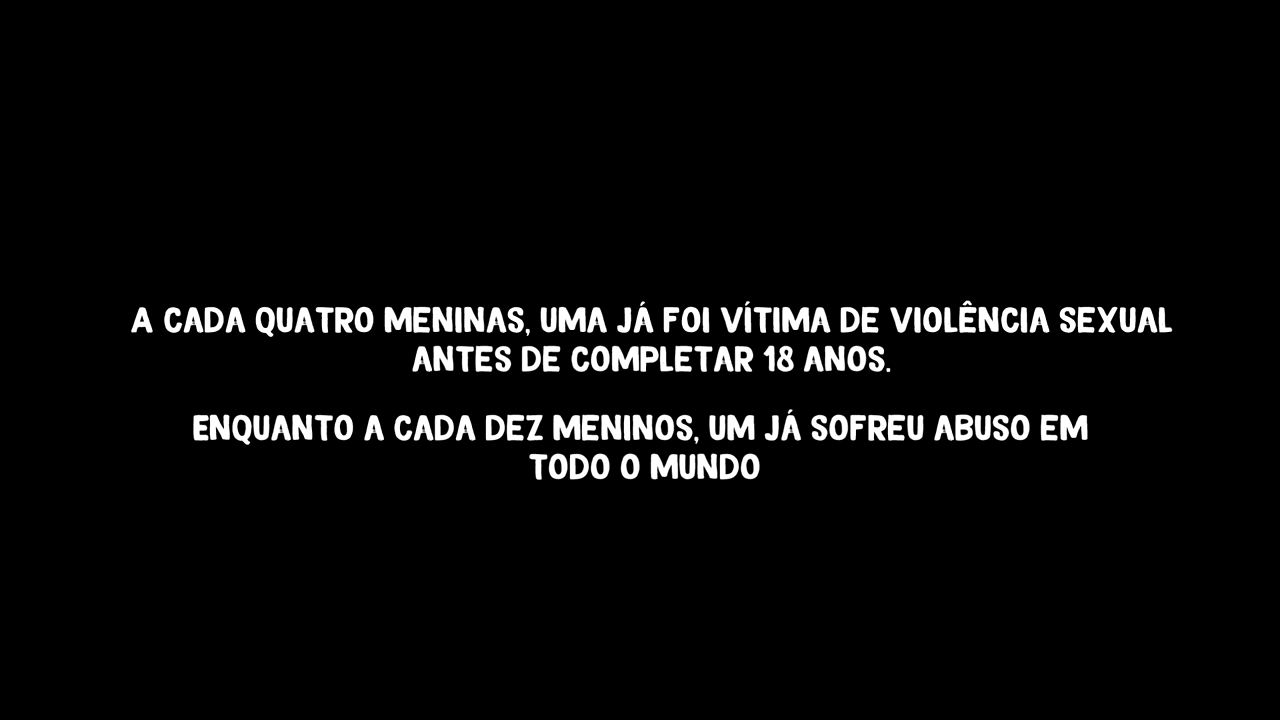 A CADA QUATRO MENINAS, UMA JÁ FOI VÍTIMA DE VIOLÊNCIA SEXUAL
ANTES DE COMPLETAR 18 ANOS.
ENQUANTO A CADA DEZ MENINOS, UM JÁ SOFREU ABUSO EM
TODO O MUNDO